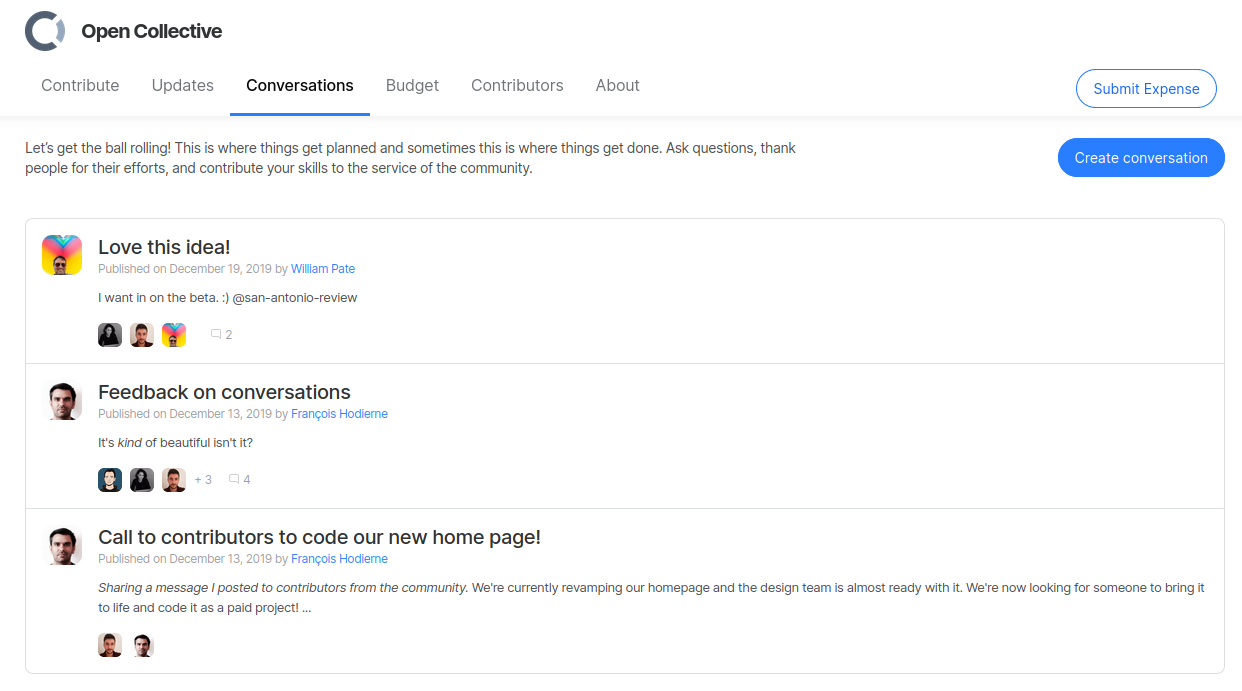 Open Collective
Contribute Updates Conversations Budget Contributors About
Submit Expense
Let's get the ball rolling! This is where things get planned and sometimes this is where things get done. Ask questions, thank
people for their efforts, and contribute your skills to the service of the community.
Create conversation
Love this idea!
Published on December 19, 2019 by William Pate
I want in on the beta. :) @san-antonio-review
2
Feedback on conversations
Published on December 13, 2019 by François Hodierne
It's kind of beautiful isn't it?
+ 3 4
Call to contributors to code our new home page!
Published on December 13, 2019 by François Hodierne
Sharing a message I posted to contributors from the community. We're currently revamping our homepage and the design team is almost ready with it. We're now looking for someone to bring it
to life and code it as a paid project! ...